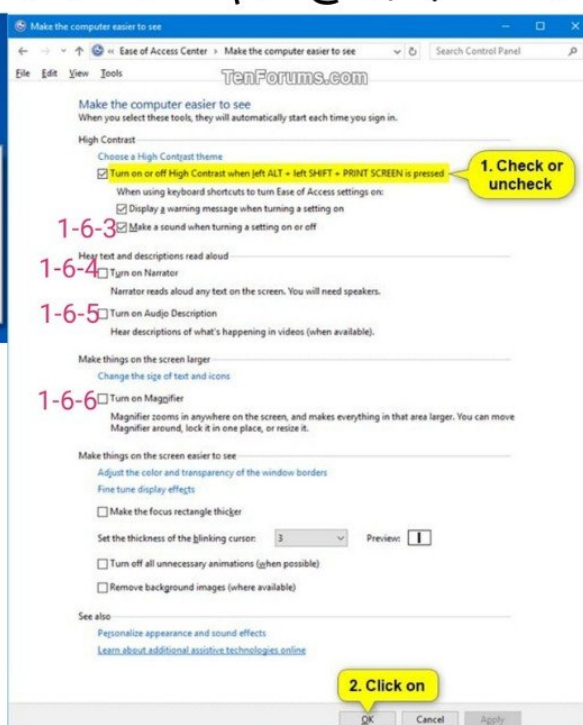 Make the computer easier to see
« Ease of Access Center > Make the computer easier to see
Search Control Panel
File Edit View Tools
TenForums.com
Make the computer easier to see
When you select these tools, they will automatically start each time you sign in.
High Contrast
Choose a High Contrast theme
Turn on or off High Contrast when left ALT + left SHIFT + PRINT SCREEN is pressed
1. Check or
uncheck
When using keyboard shortcuts to turn Ease of Access settings on:
Display a warning message when turning a setting on
1-6-3 Make a sound when turning a setting on or off
Hear text and descriptions read aloud
1-6-4 Turn on Narrator
Narrator reads aloud any text on the screen. You will need speakers.
1-6-5 Turn on Audio Description
Hear descriptions of what's happening in videos (when available).
Make things on the screen larger
Change the size of text and icons
1-6-6 Turn on Magnifier
Magnifier zooms in anywhere on the screen, and makes everything in that area larger. You can move
Magnifier around, lock it in one place, or resize it.
Make things on the screen easier to see
Adjust the color and transparency of the window borders
Fine tune display effects
Make the focus rectangle thicker
Set the thickness of the blinking cursor: 3 Preview:
Turn off all unnecessary animations (when possible)
Remove background images (where available)
See also
Personalize appearance and sound effects
Learn about additional assistive technologies online
2. Click on
OK Cancel Apply